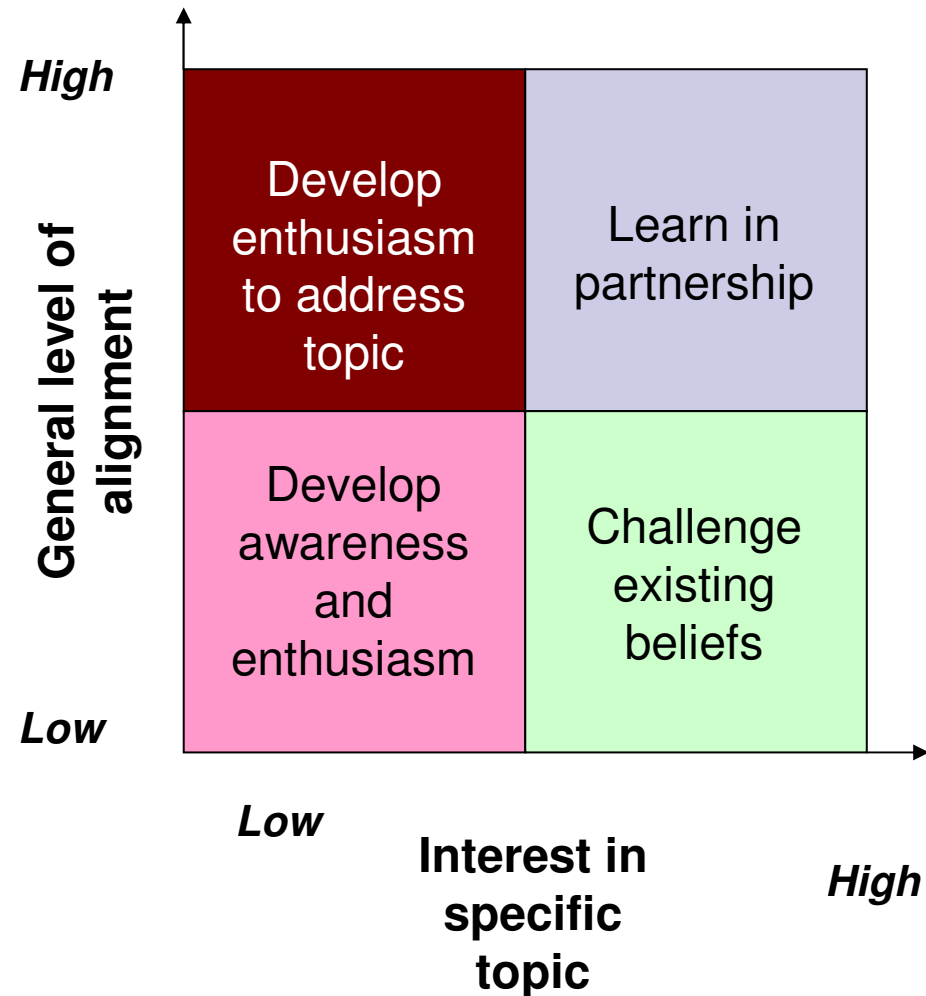 High
General level of
alignment
Develop
enthusiasm
to address
topic
Learn in
partnership
Develop
awareness
and
enthusiasm
Challenge
existing
beliefs
Low
Low
Interest in
specific
topic
High